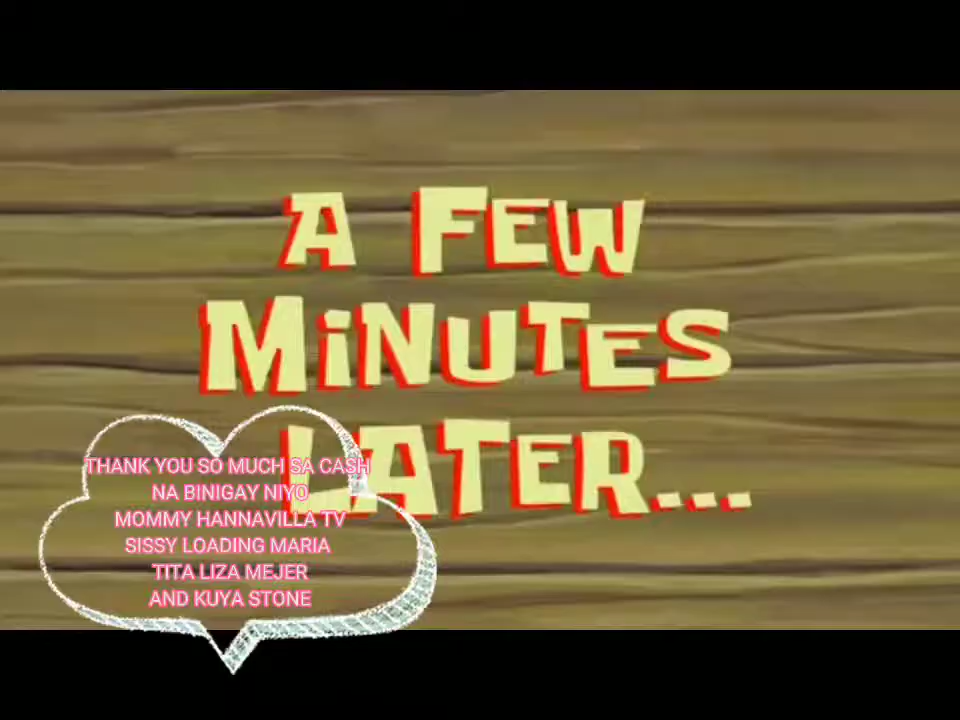 A FEW
MINUTES
LATER...
THANK YOU SO MUCH SA CASH
NA BINIGAY NIYO
MOMMY HANNAVILLA TV
SISSY LOADING MARIA
TITA LIZA MEJER
AND KUYA STONE